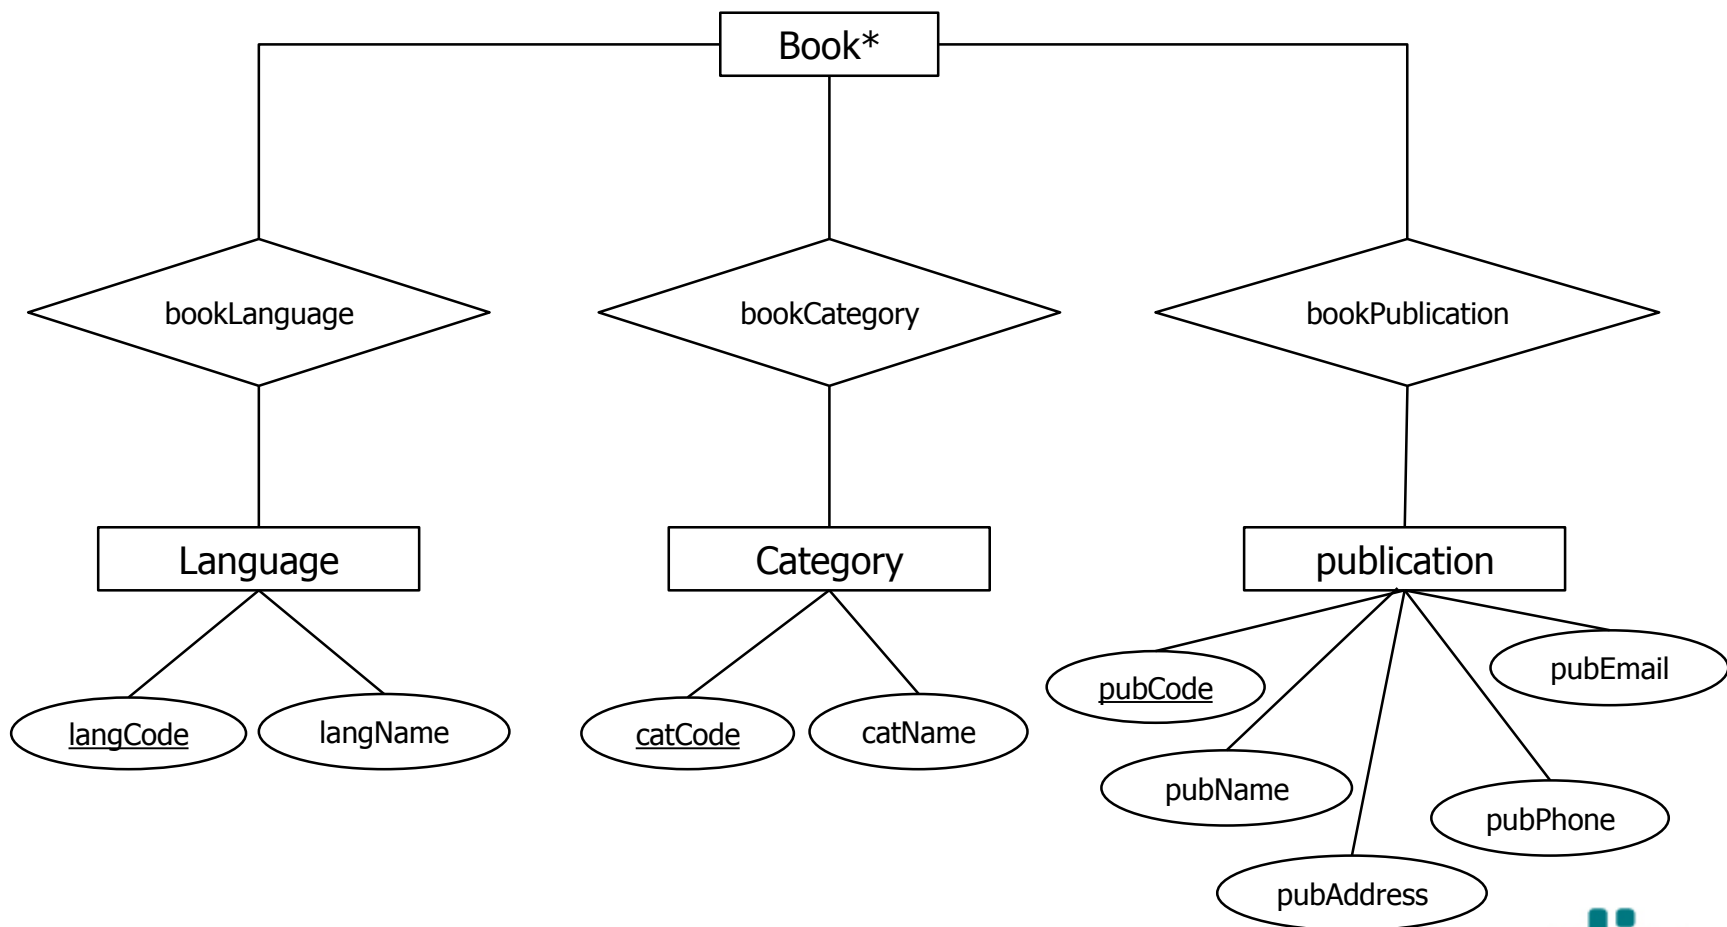 Book*
bookLanguage
bookCategory
bookPublication
Language
Category
publication
langCode
langName
catCode
catName
pubCode
pubEmail
pubName
pubPhone
pubAddress